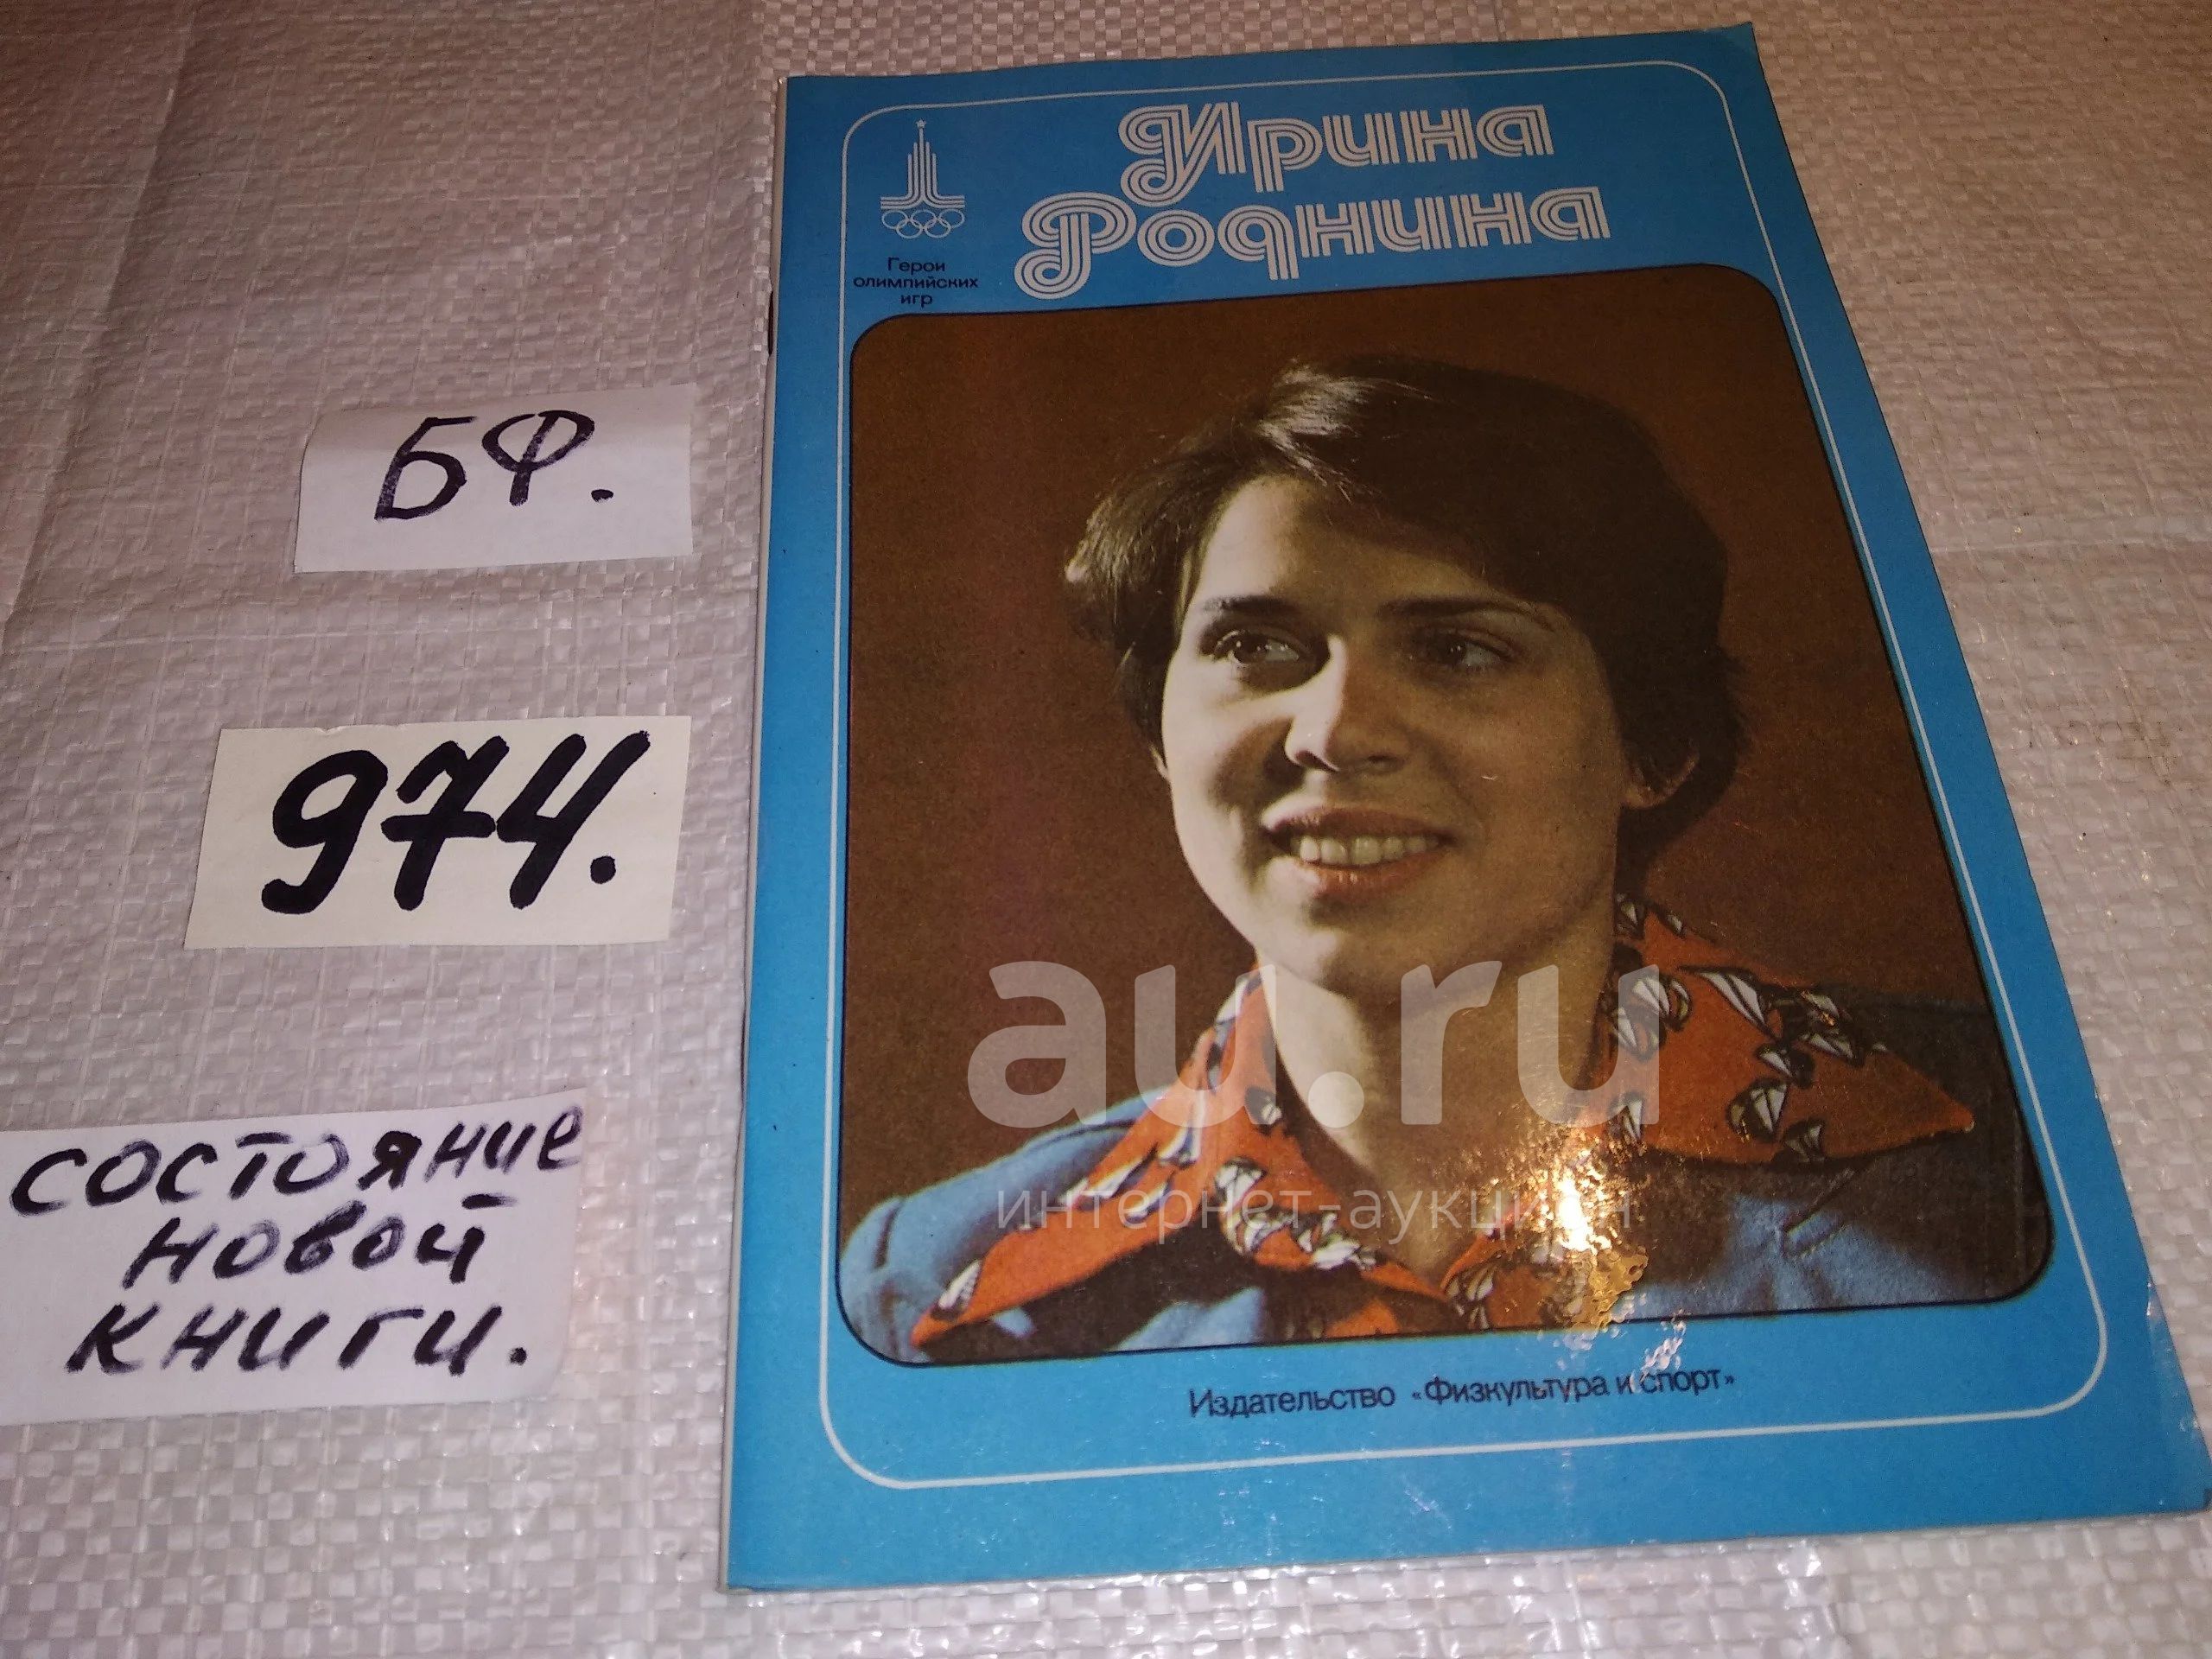 Ирина
Роднина
Герои
олимпийских
игр
БФ.
974.
состояние
новой
книги.
au.ru
интернет-аукцион
Издательство «Физкультура и спорт»